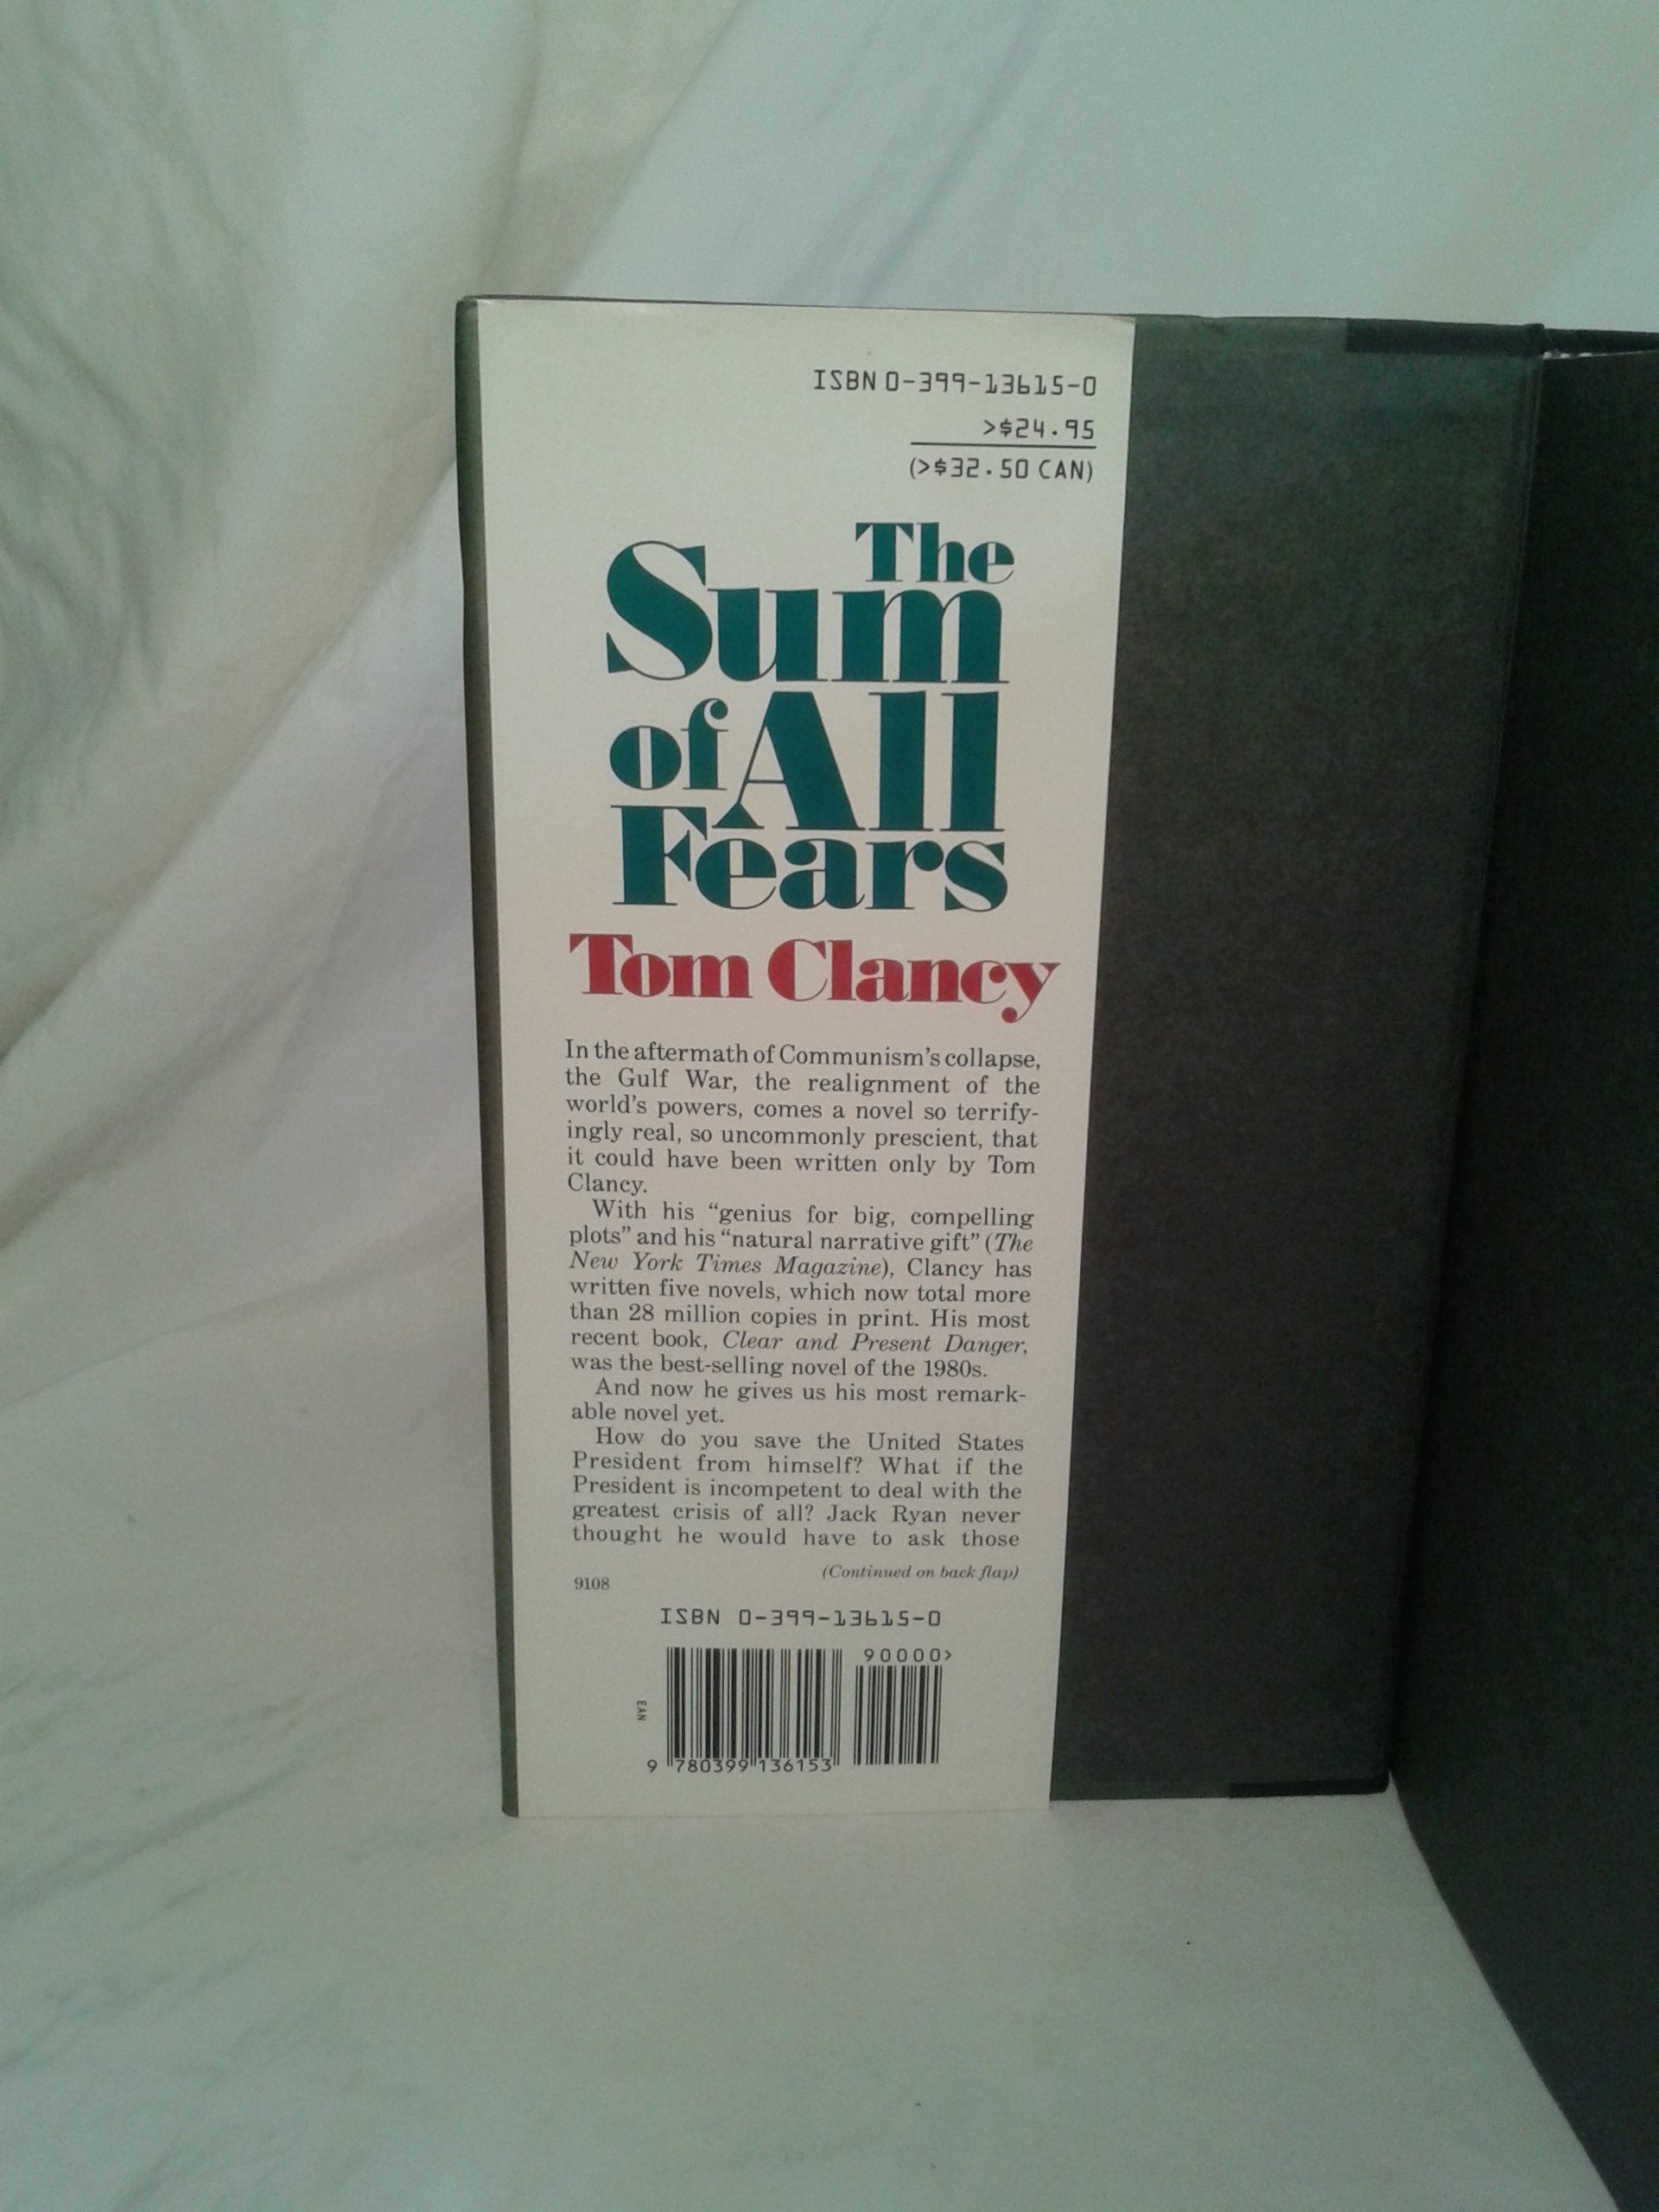 ISBN 0-399-13615-0
>$24.95
(>$32.50 CAN)
The
Sum
of All
Fears
Tom Clancy
In the aftermath of Communism's collapse,
the Gulf War, the realignment of the
world's powers, comes a novel so terrify-
ingly real, so uncommonly prescient, that
it could have been written only by Tom
Clancy.
With his “genius for big, compelling
plots” and his “natural narrative gift” (The
New York Times Magazine), Clancy has
written five novels, which now total more
than 28 million copies in print. His most
recent book, Clear and Present Danger,
was the best-selling novel of the 1980s.
And now he gives us his most remark-
able novel yet.
How do you save the United States
President from himself? What if the
President is incompetent to deal with the
greatest crisis of all? Jack Ryan never
thought he would have to ask those
(Continued on back flap)
9108
ISBN 0-399-13615-0
90000>
EAN
9 780399 136153